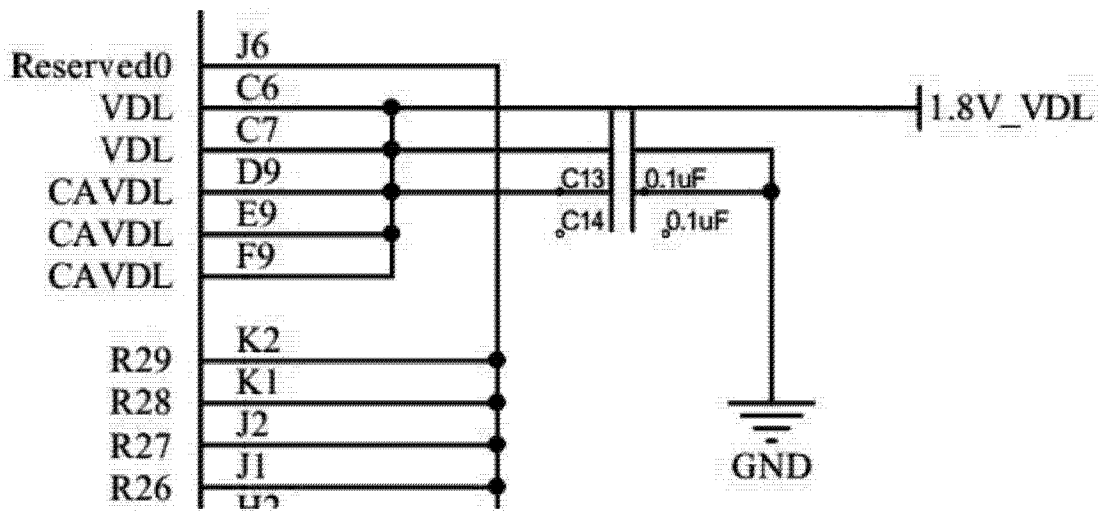 Reserved0 J6
VDL C6 1.8V_VDL
VDL C7
CAVDL D9 C13 0.1uF
CAVDL E9 C14 0.1uF
CAVDL F9
R29 K2
R28 K1
R27 J2
R26 J1 GND
H2